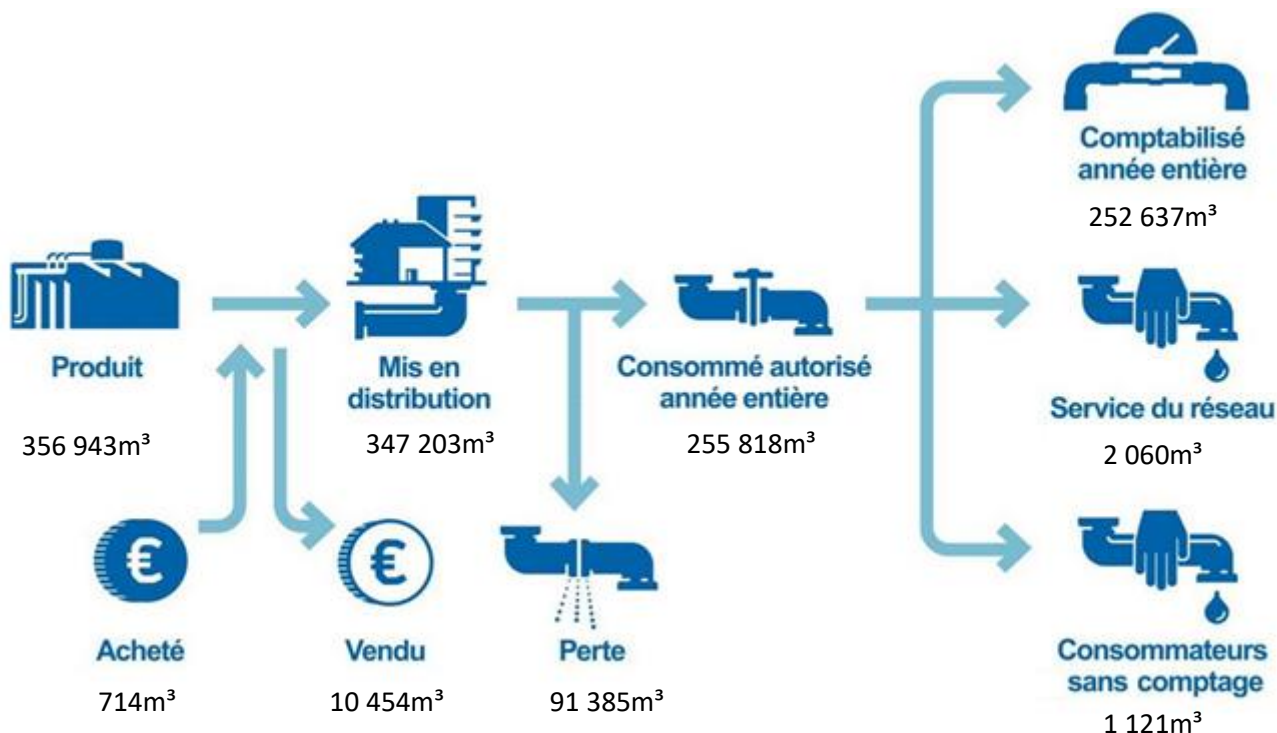 Produit
356 943m³
Acheté
714m³
Vendu
10 454m³
Mis en
distribution
347 203m³
Perte
91 385m³
Consommé autorisé
année entière
255 818m³
Comptabilisé
année entière
252 637m³
Service du réseau
2 060m³
Consommateurs
sans comptage
1 121m³
€
€